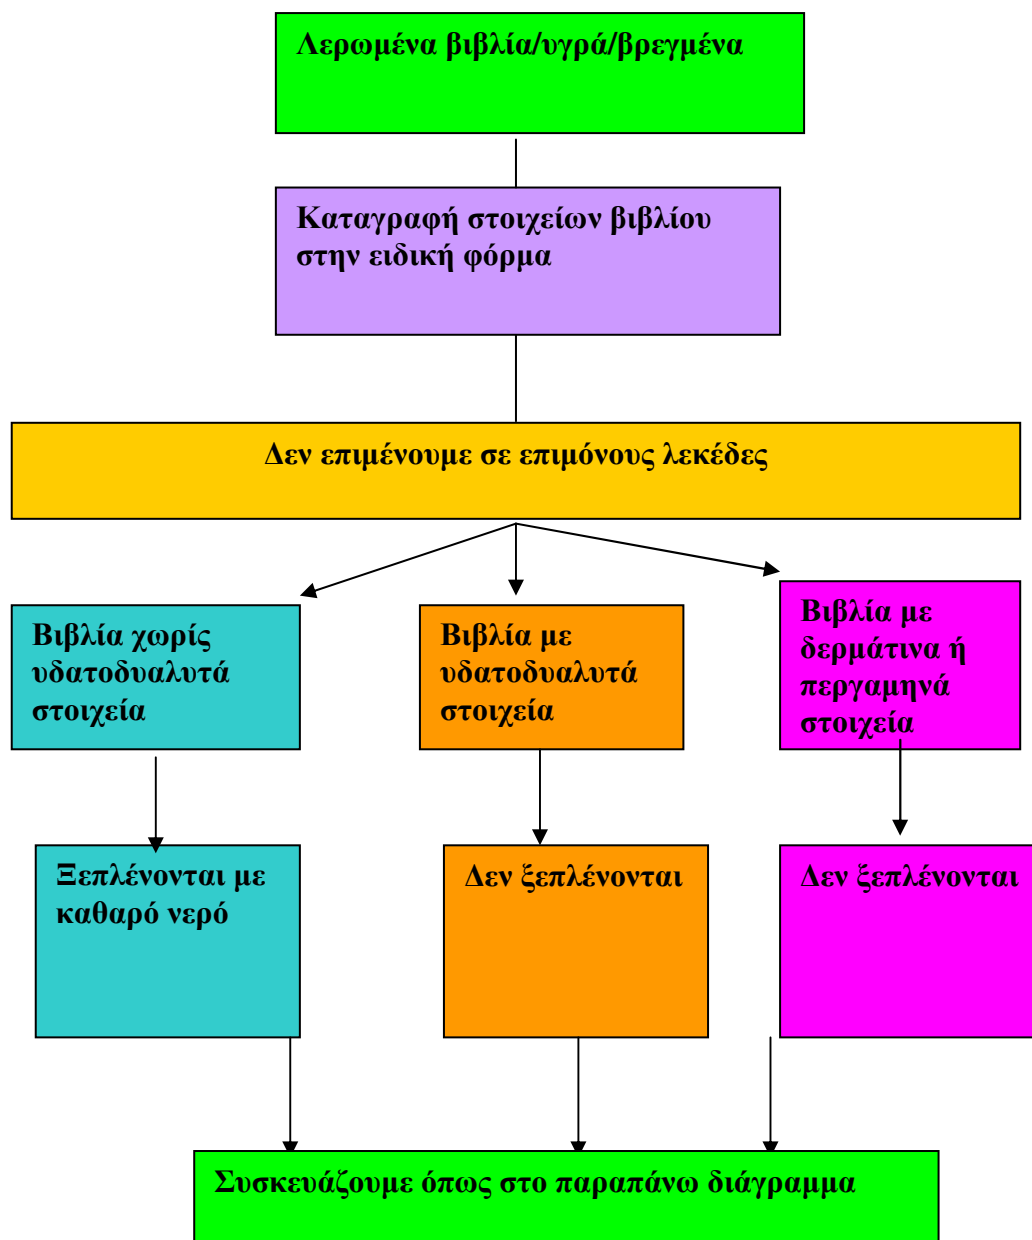 Λερωμένα βιβλία/υγρά/βρεγμένα
Καταγραφή στοιχείων βιβλίου
στην ειδική φόρμα
Δεν επιμένουμε σε επιμόνους λεκέδες
Βιβλία χωρίς
υδατοδυαλυτά
στοιχεία
Βιβλία με
υδατοδυαλυτά
στοιχεία
Βιβλία με
δερμάτινα ή
περγαμηνά
στοιχεία
Ξεπλένονται με
καθαρό νερό
Δεν ξεπλένονται
Δεν ξεπλένονται
Συσκευάζουμε όπως στο παραπάνω διάγραμμα